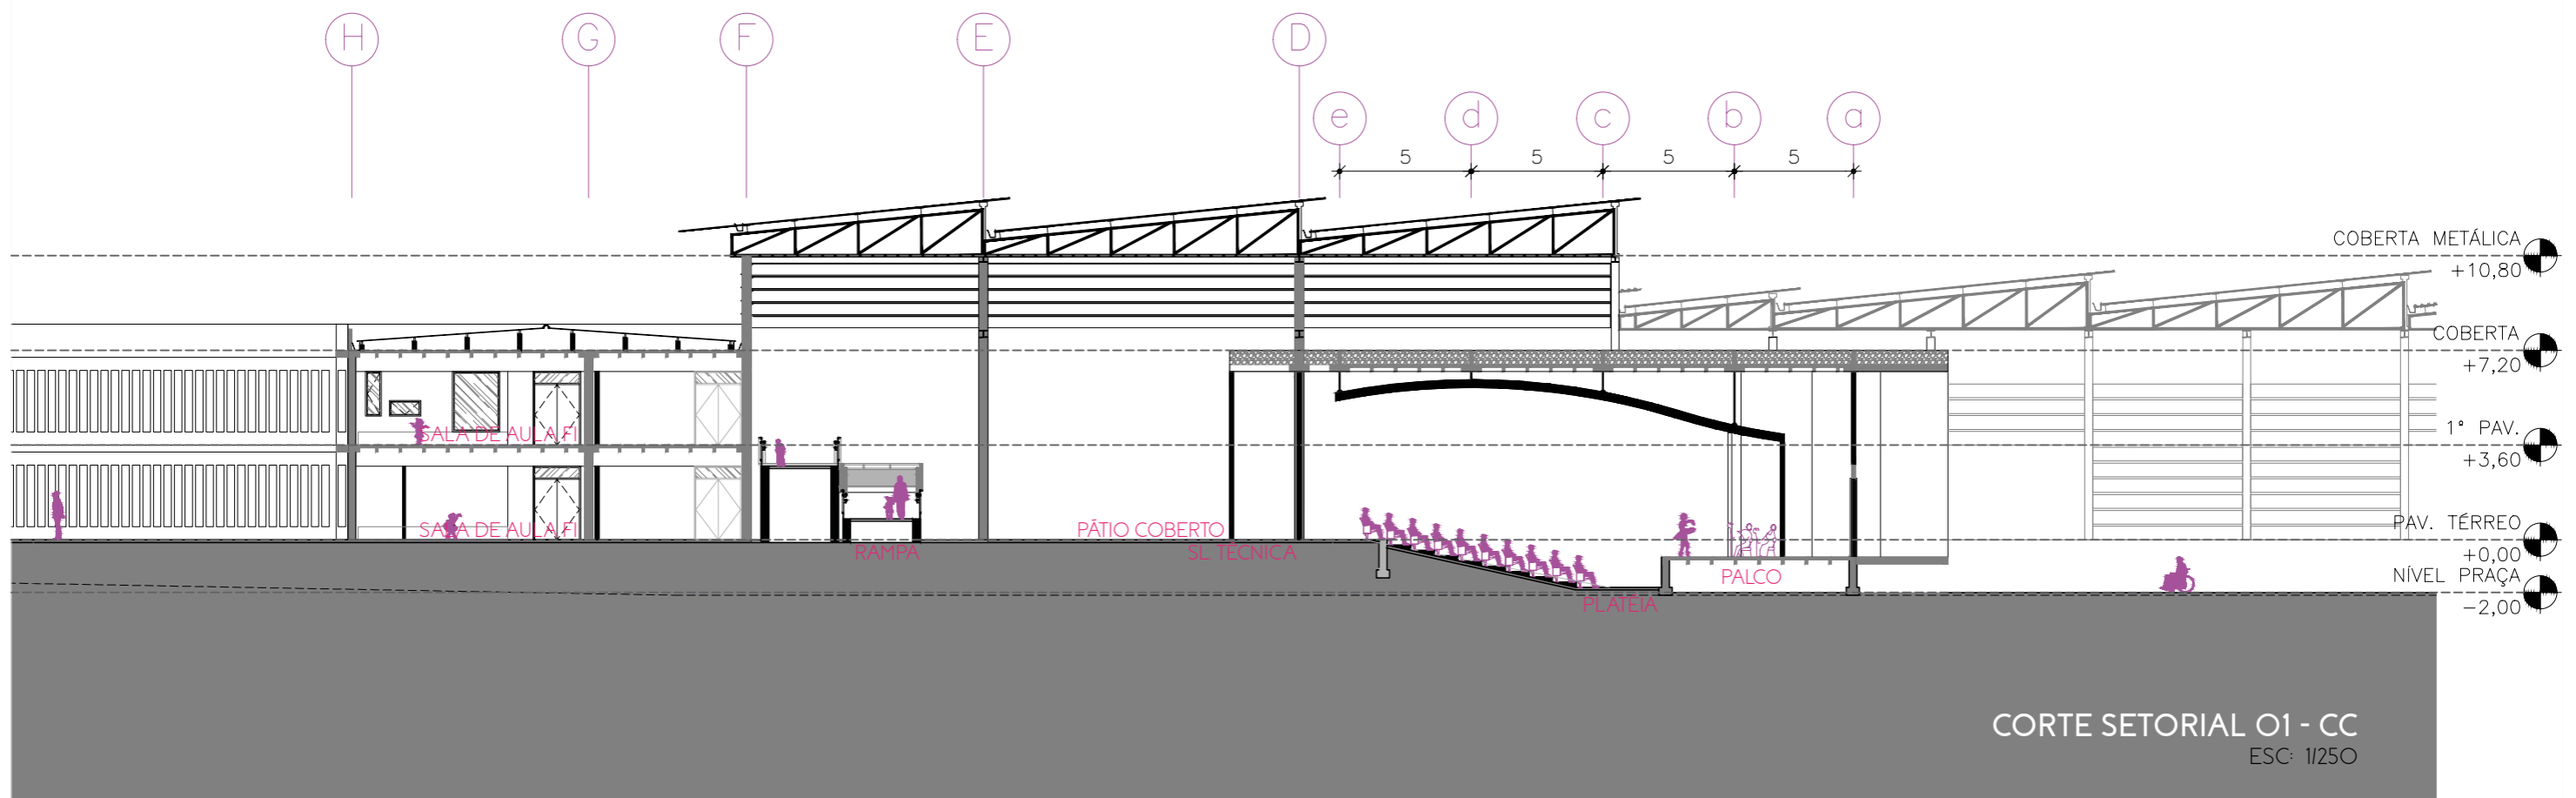 H
G
F
E
D
e
d
c
b
a
5
5
5
5
COBERTA METÁLICA
+10,80
COBERTA
+7,20
1° PAV.
+3,60
PAV. TÉRREO
+0,00
NÍVEL PRAÇA
-2,00
SALA DE AULA FI
SALA DE AULA FI
RAMPA
PÁTIO COBERTO
SL. TÉCNICA
PALCO
PLATÉIA
CORTE SETORIAL 01 - CC
ESC: 1/250